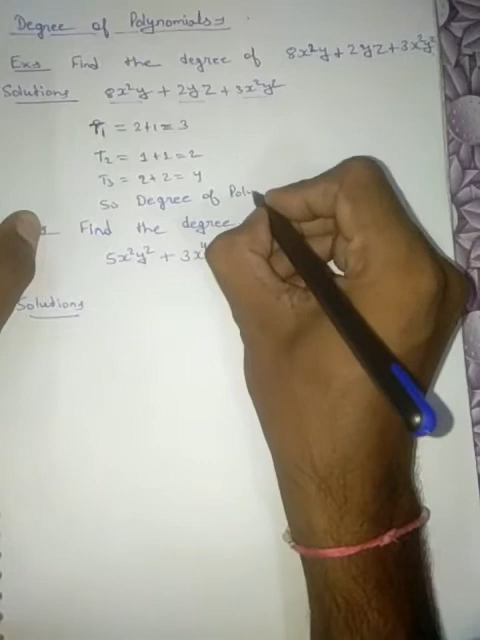 Degree of Polynomials:
Ex: Find the degree of 8x²y + 2yz + 3x²y²
Solution: 8x²y + 2yz + 3x²y²
T₁ = 2+1 = 3
T₂ = 1+1 = 2
T₃ = 2+2 = 4
So Degree of Poly
Find the degree
5x²y² + 3x⁴
Solution: